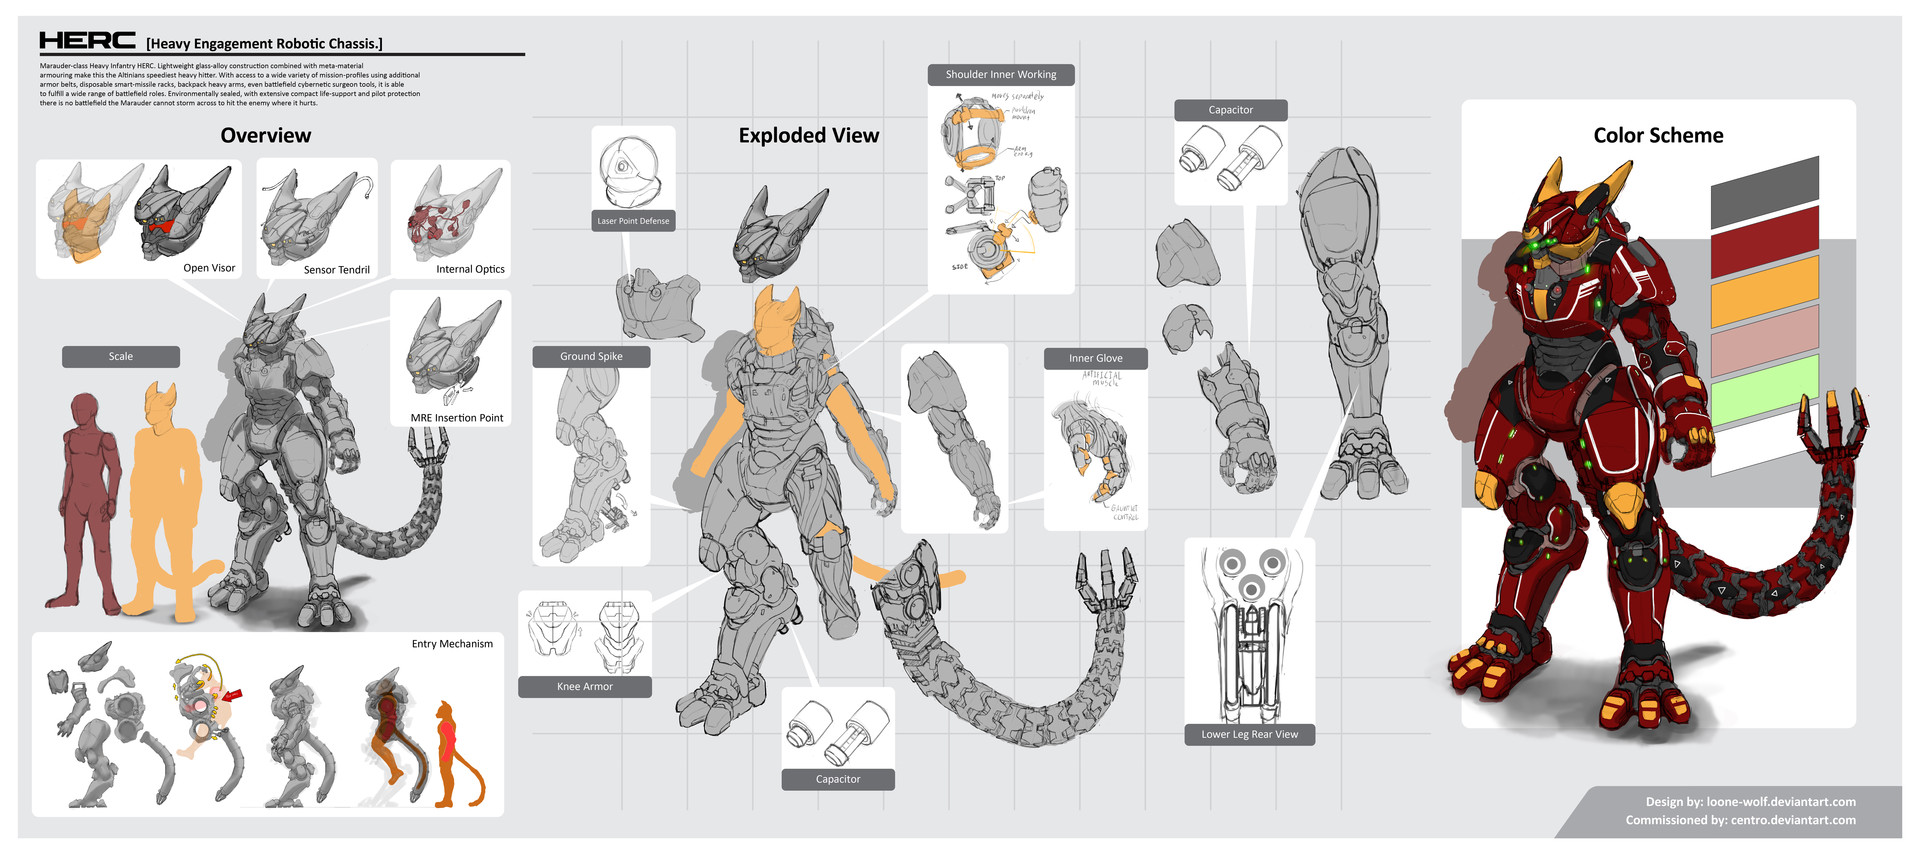 HERC [Heavy Engagement Robotic Chassis.]
Marauder-class Heavy Infantry HERC. Lightweight glass-alloy construction combined with meta-material
armouring make this the Altinians speediest heavy hitter. With access to a wide variety of mission-profiles using additional
armor belts, disposable smart-missile racks, backpack heavy arms, even battlefield cybernetic surgeon tools, it is able
to fulfill a wide range of battlefield roles. Environmentally sealed, with extensive compact life-support and pilot protection
there is no battlefield the Marauder cannot storm across to hit the enemy where it hurts.
Overview
Open Visor
Sensor Tendril
Internal Optics
MRE Insertion Point
Scale
Entry Mechanism
Exploded View
Laser Point Defense
Shoulder Inner Working
MOVES SEPARATELY
TOP
SIDE
Capacitor
Ground Spike
Inner Glove
ARTIFICIAL
MUSCLE
GAUNTLET
CONTROL
Knee Armor
Capacitor
Lower Leg Rear View
Color Scheme
Design by: loone-wolf.deviantart.com
Commissioned by: centro.deviantart.com